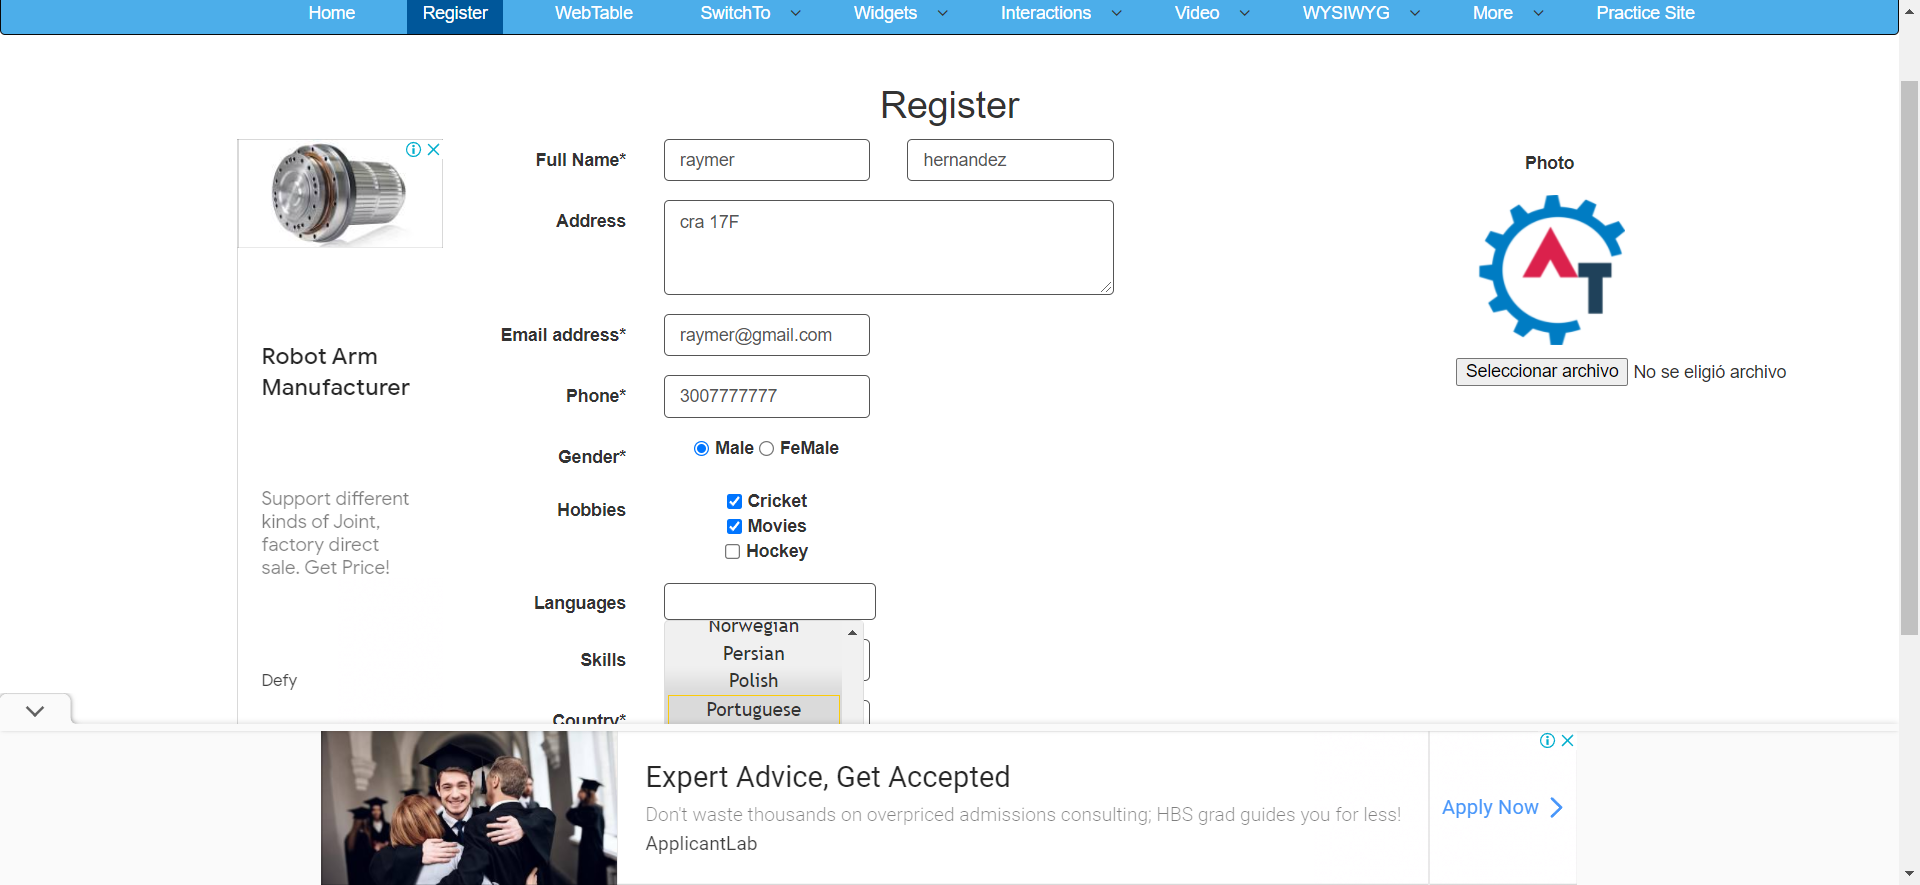 Home Register WebTable SwitchTo Widgets Interactions Video WYSIWYG More Practice Site
Register
Full Name* raymer hernandez
Photo
Address cra 17F
AT
Email address* raymer@gmail.com
Seleccionar archivo No se eligió archivo
Phone* 3007777777
Gender* Male FeMale
Hobbies Cricket
Movies
Hockey
Languages
Norwegian
Persian
Skills
Polish
Portuguese
Country*
Robot Arm
Manufacturer
Support different
kinds of Joint,
factory direct
sale. Get Price!
Defy
Expert Advice, Get Accepted
Don't waste thousands on overpriced admissions consulting; HBS grad guides you for less!
ApplicantLab
Apply Now